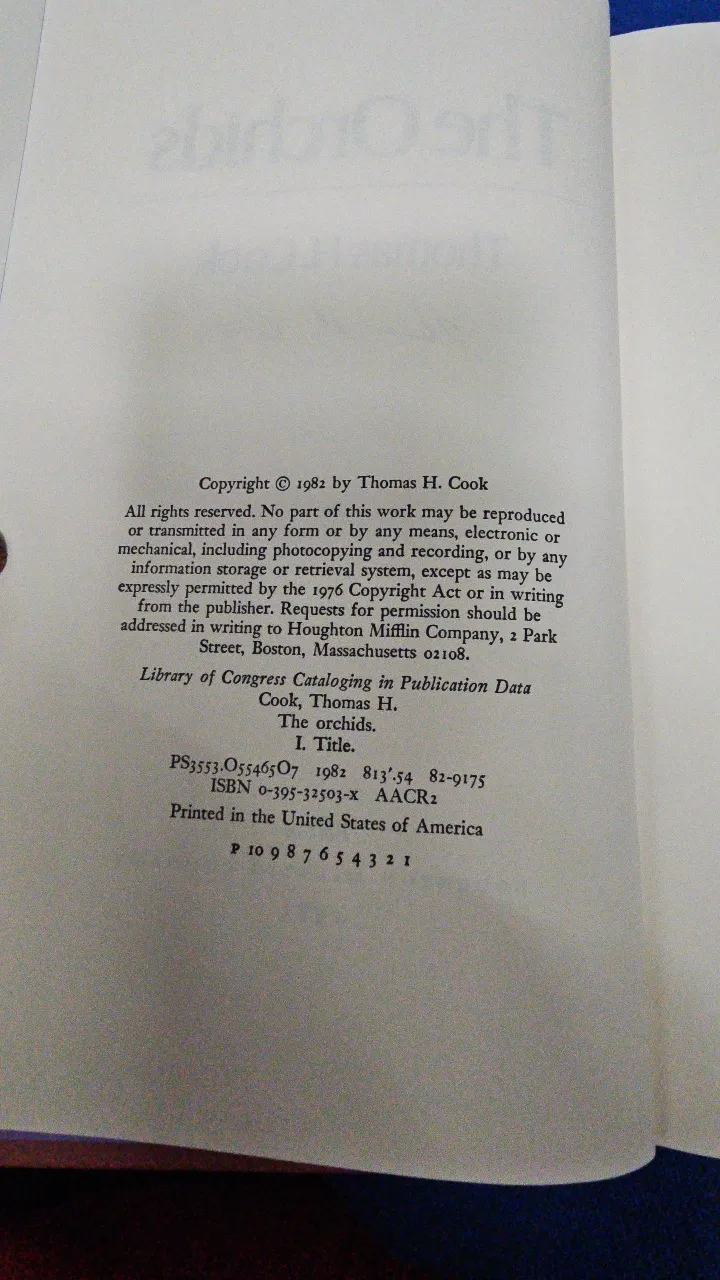 The Orchids
Thomas H. Cook
Copyright © 1982 by Thomas H. Cook
All rights reserved. No part of this work may be reproduced
or transmitted in any form or by any means, electronic or
mechanical, including photocopying and recording, or by any
information storage or retrieval system, except as may be
expressly permitted by the 1976 Copyright Act or in writing
from the publisher. Requests for permission should be
addressed in writing to Houghton Mifflin Company, 2 Park
Street, Boston, Massachusetts 02108.
Library of Congress Cataloging in Publication Data
Cook, Thomas H.
The orchids.
I. Title.
PS3553.O55465O7 1982 813'.54 82-9175
ISBN 0-395-32503-x AACR2
Printed in the United States of America
P 10 9 8 7 6 5 4 3 2 1